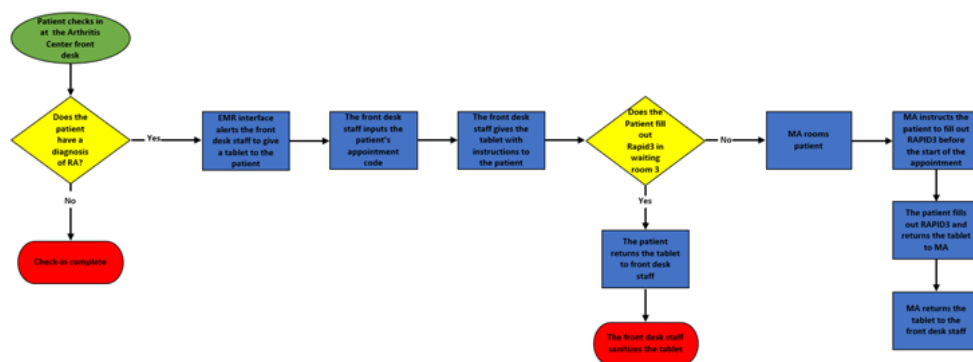 Patient checks in
at the Arthritis
Center front
desk
Does the
patient
have a
diagnosis
of RA?
Yes
EMR interface
alerts the front
desk staff to give
a tablet to the
patient
The front desk
staff inputs the
patient's
appointment
code
The front desk
staff gives the
tablet with
instructions to
the patient
Does the
Patient fill
out
Rapid3 in
waiting
room 3
No
MA rooms
patient
MA instructs the
patient to fill out
RAPID3 before
the start of the
appointment
No
Yes
The patient fills
out RAPID3 and
returns the tablet
to MA
Check-in complete
The patient
returns the tablet
to front desk
staff
MA returns the
tablet to the
front desk staff
The front desk staff
sanitizes the tablet